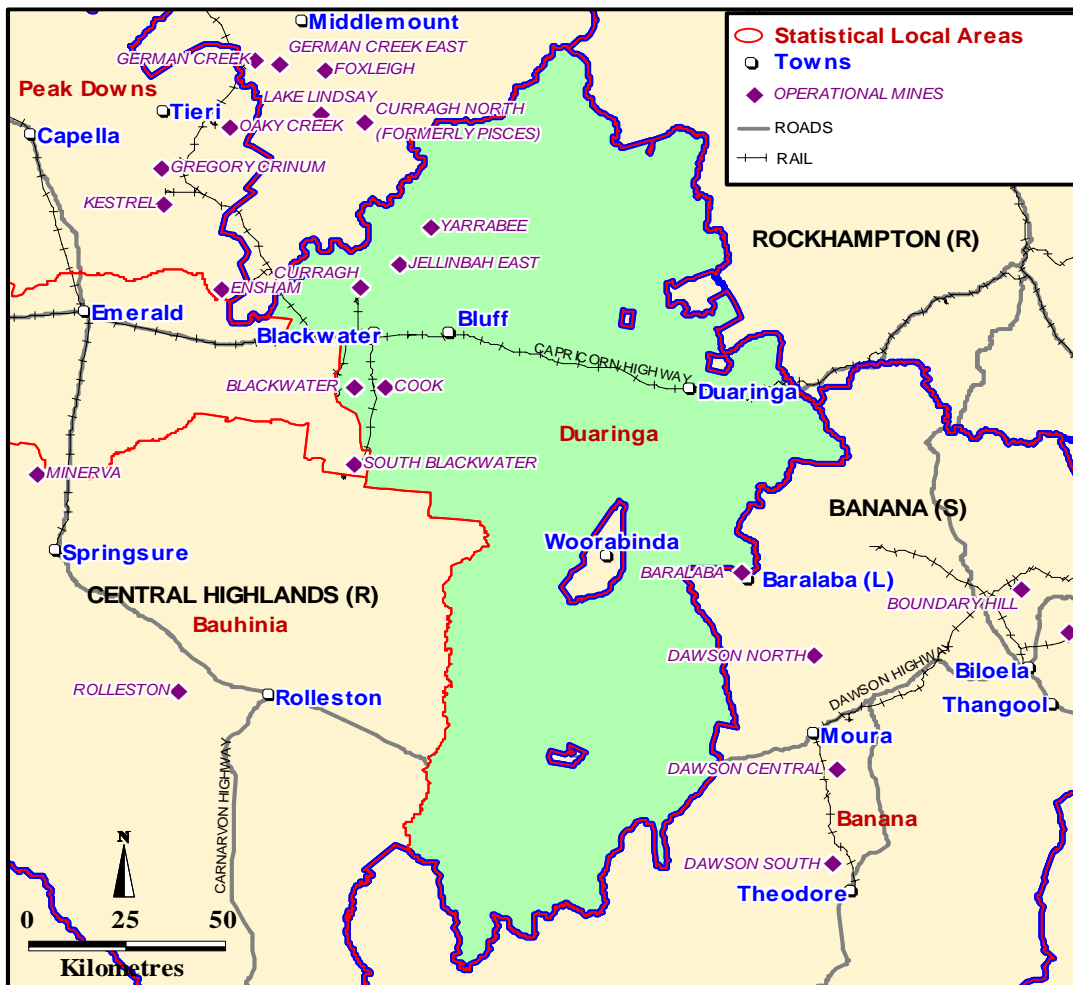 Middlemount
GERMAN CREEK EAST
GERMAN CREEK
FOXLEIGH
Peak Downs
LAKE LINDSAY
Tieri
CURRAGH NORTH
(FORMERLY PISCES)
OAKY CREEK
Capella
GREGORY CRINUM
KESTREL
Statistical Local Areas
Towns
OPERATIONAL MINES
ROADS
RAIL
YARRABEE
ROCKHAMPTON (R)
JELLINBAH EAST
CURRAGH
ENSHAM
Emerald
Blackwater
Bluff
CAPRICORN HIGHWAY
BLACKWATER
COOK
Duaringa
Duaringa
SOUTH BLACKWATER
MINERVA
BANANA (S)
Springsure
Woorabinda
BARALABA
Baralaba (L)
CENTRAL HIGHLANDS (R)
Bauhinia
BOUNDARY HILL
DAWSON NORTH
DAWSON HIGHWAY
Biloela
ROLLESTON
Rolleston
Thangool
Moura
CARNARVON HIGHWAY
DAWSON CENTRAL
Banana
N
DAWSON SOUTH
Theodore
0 25 50
Kilometres